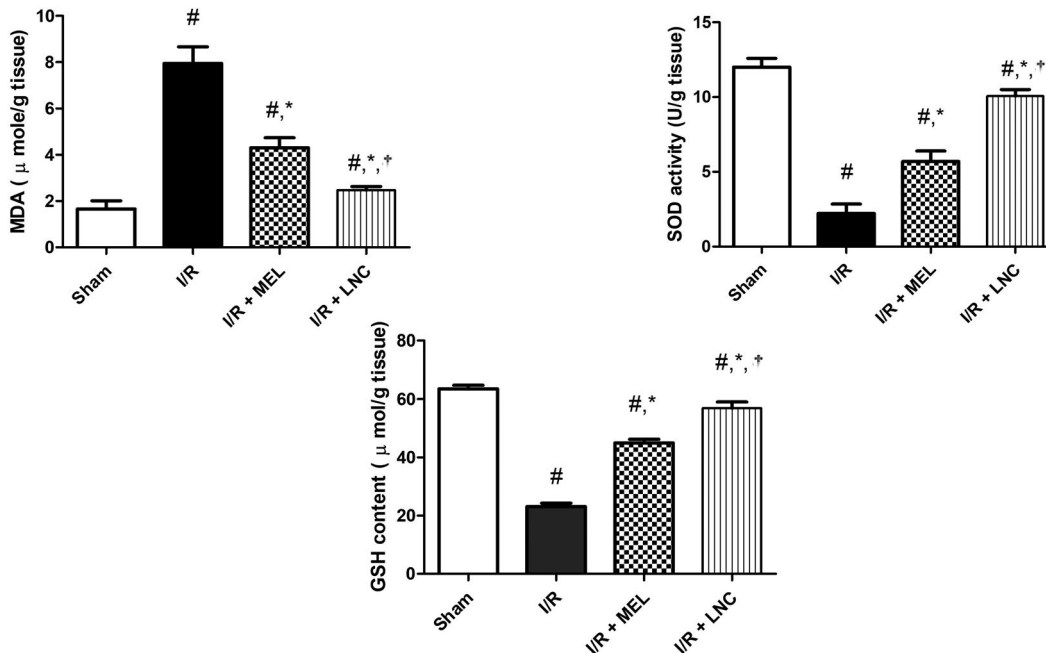 MDA ( μ mole/g tissue)
10
8
6
4
2
0
#
#,*
#,*,†
Sham
I/R
I/R + MEL
I/R + LNC
SOD activity (U/g tissue)
15
10
5
0
#
#,*
#,*,†
Sham
I/R
I/R + MEL
I/R + LNC
GSH content ( μ mol/g tissue)
80
60
40
20
0
#
#,*
#,*,†
Sham
I/R
I/R + MEL
I/R + LNC